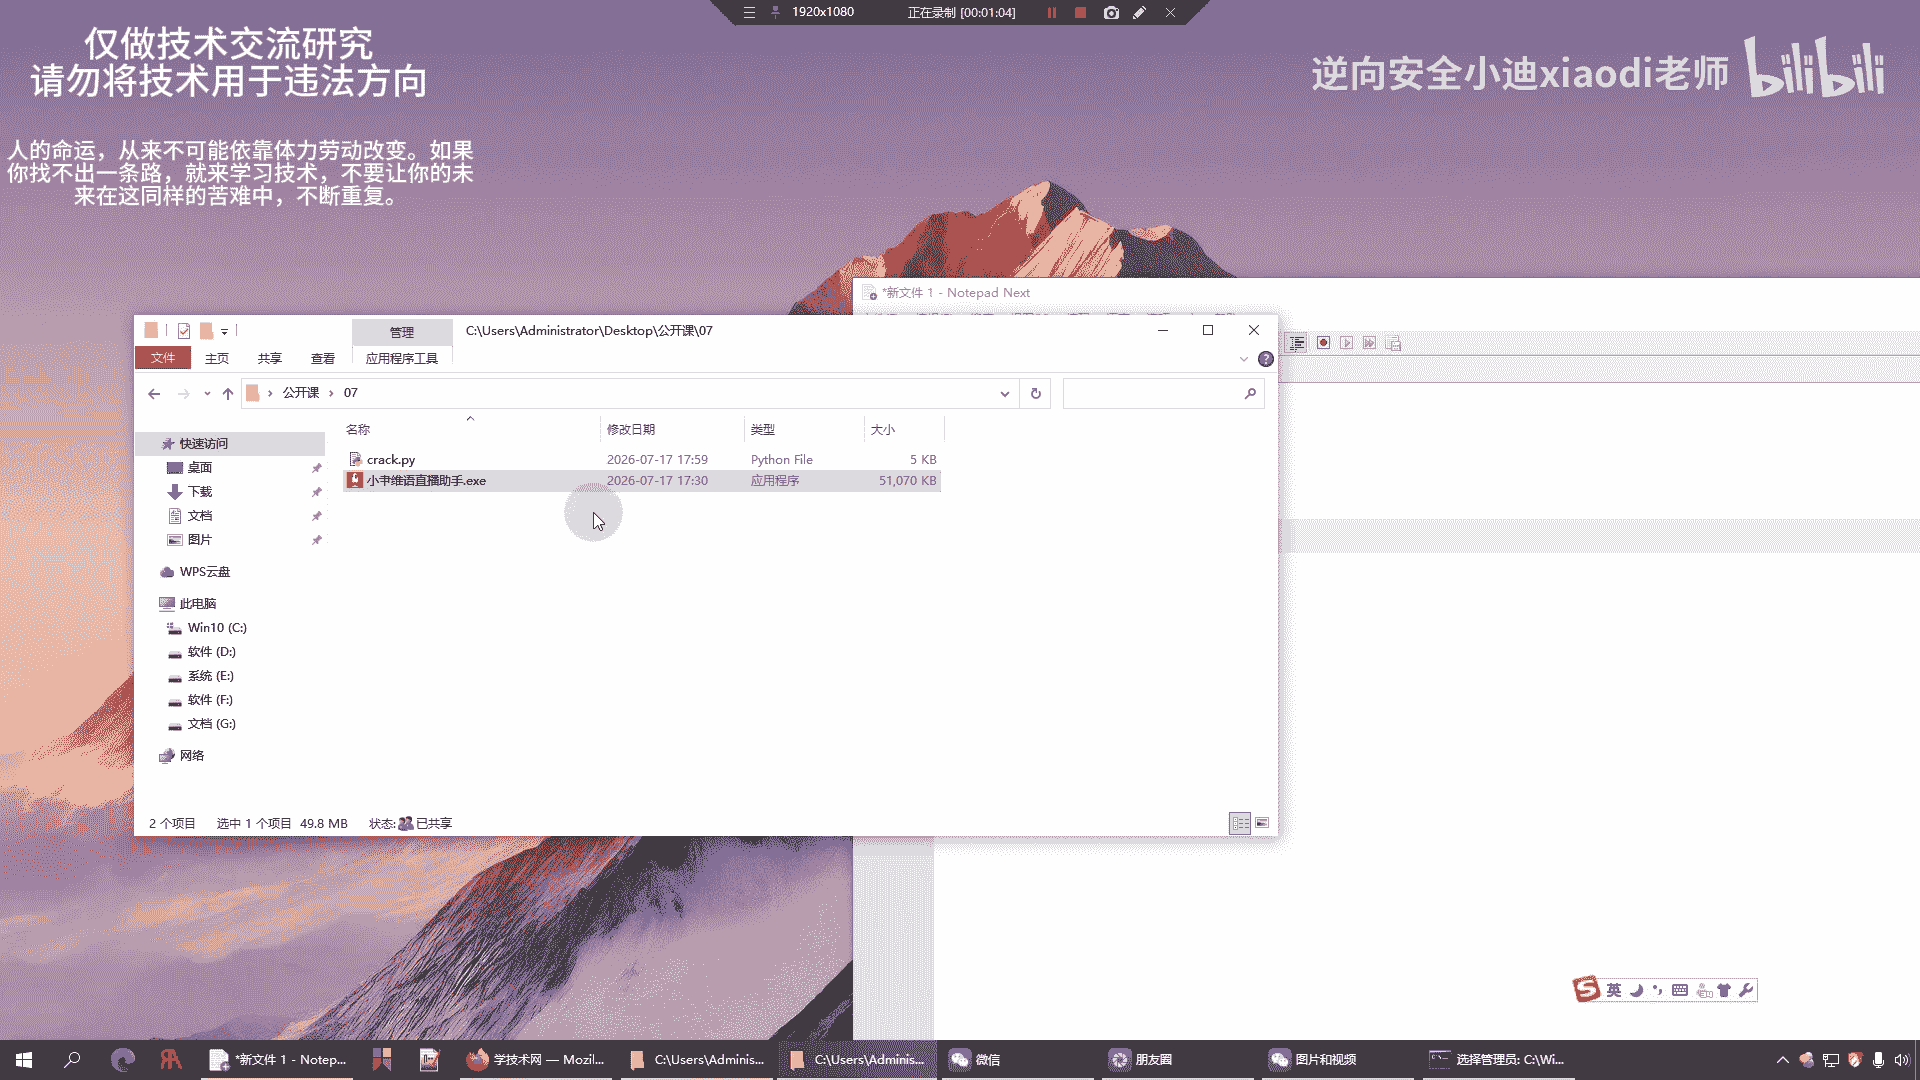 1920x1080
正在录制 [00:01:04]
仅做技术交流研究
请勿将技术用于违法方向
逆向安全小迪xiaodi老师 bilibili
人的命运，从来不可能依靠体力劳动改变。如果
你找不出一条路，就来学习技术，不要让你的未
来在这同样的苦难中，不断重复。
*新文件 1 - Notepad Next
管理
C:\Users\Administrator\Desktop\公开课\07
文件
主页
共享
查看
应用程序工具
公开课 › 07
名称
修改日期
类型
大小
crack.py
2026-07-17 17:59
Python File
5 KB
小尹维语直播助手.exe
2026-07-17 17:30
应用程序
51,070 KB
快速访问
桌面
下载
文档
图片
WPS云盘
此电脑
Win10 (C:)
软件 (D:)
系统 (E:)
软件 (F:)
文档 (G:)
网络
2 个项目
选中 1 个项目 49.8 MB
状态: 已共享
英
*新文件 1 - Notep...
学技术网 — Mozil...
C:\Users\Adminis...
C:\Users\Adminis...
微信
朋友圈
图片和视频
选择管理员: C:\Wi...